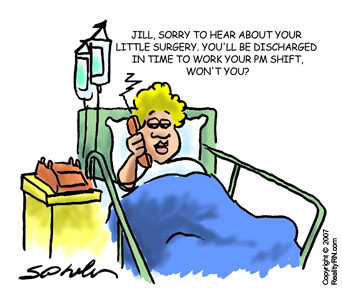 JILL, SORRY TO HEAR ABOUT YOUR
LITTLE SURGERY. YOU'LL BE DISCHARGED
IN TIME TO WORK YOUR PM SHIFT,
WON'T YOU?
Copyright © 2007
RealityRN.com